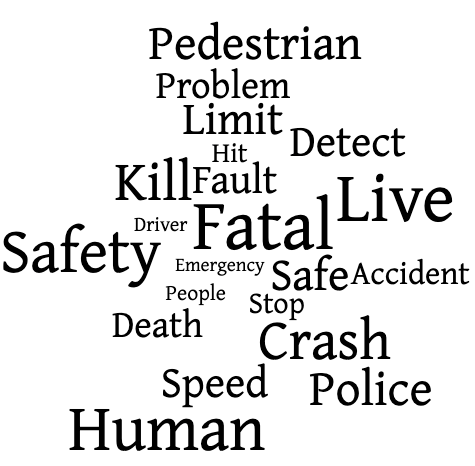 Pedestrian
Problem
Limit
Detect
Hit
Kill
Fault
Live
Driver
Fatal
Safety
Emergency
Safe
Accident
People
Stop
Death
Crash
Speed
Police
Human